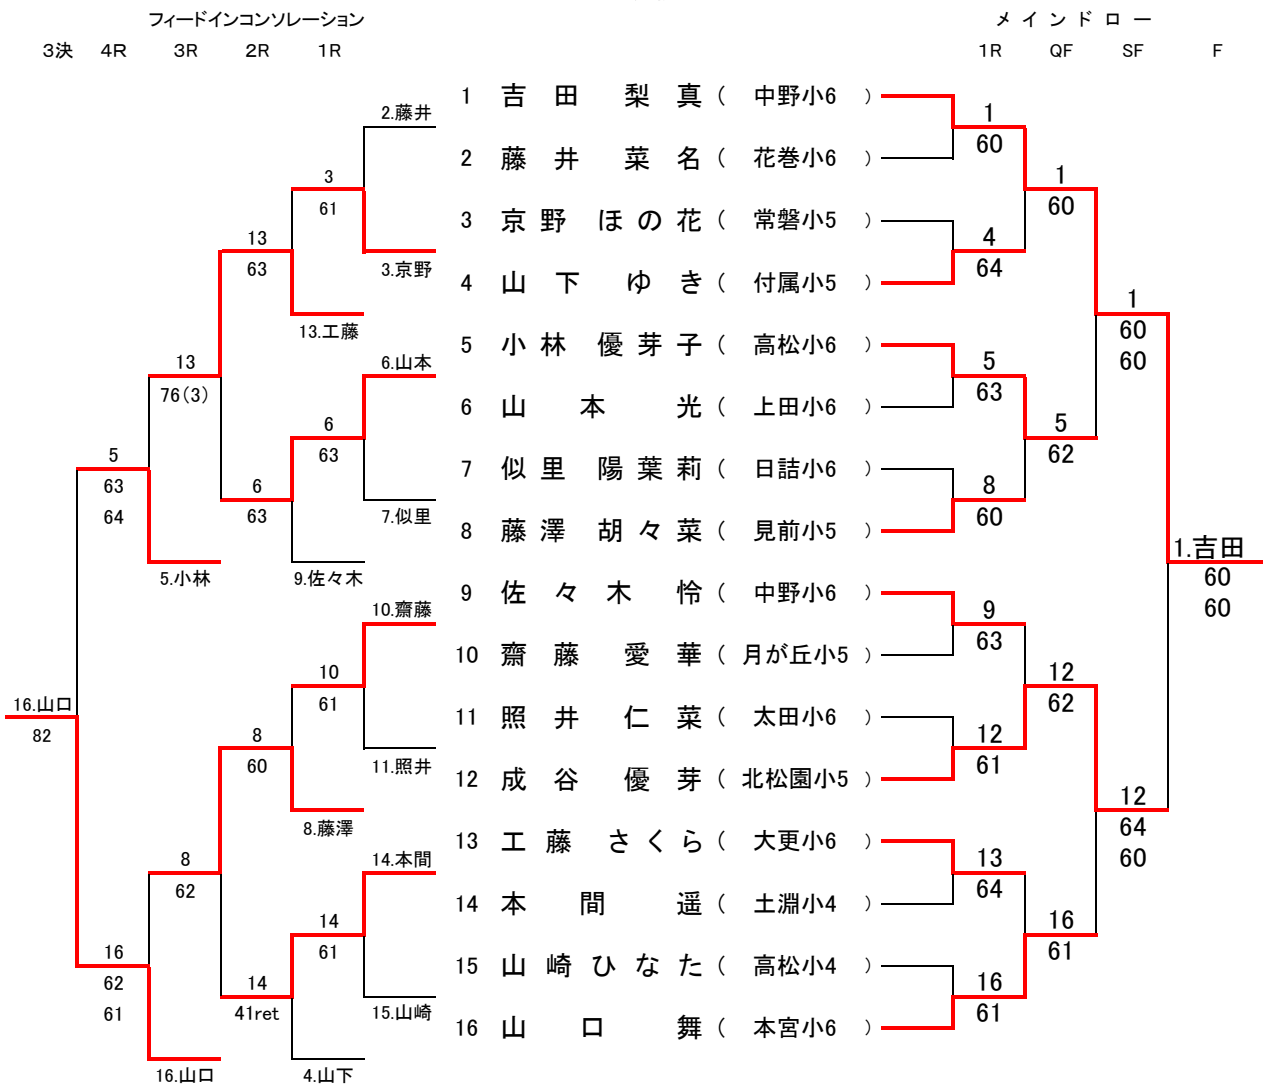 フィードインコンソレーション
メインドロー
3決 4R 3R 2R 1R
1R QF SF F
1 吉田 梨真 ( 中野小6 )
2 藤井 菜名 ( 花巻小6 )
3 京野 ほの花 ( 常磐小5 )
4 山下 ゆき ( 付属小5 )
5 小林 優芽子 ( 高松小6 )
6 山本 光 ( 上田小6 )
7 似里 陽葉莉 ( 日詰小6 )
8 藤澤 胡々菜 ( 見前小5 )
9 佐々木 怜 ( 中野小6 )
10 齋藤 愛華 ( 月が丘小5 )
11 照井 仁菜 ( 太田小6 )
12 成谷 優芽 ( 北松園小5 )
13 工藤 さくら ( 大更小6 )
14 本間 遥 ( 土淵小4 )
15 山崎ひなた ( 高松小4 )
16 山口 舞 ( 本宮小6 )
2.藤井
3
61
3.京野
13
63
13.工藤
6.山本
13
76(3)
6
63
5
63
64
6
63
7.似里
5.小林
9.佐々木
10.齋藤
10
61
16.山口
82
8
60
11.照井
8.藤澤
14.本間
8
62
14
61
16
62
61
14
41ret
15.山崎
16.山口
4.山下
1
60
1
60
4
64
1
60
60
5
63
5
62
8
60
1.吉田
60
60
9
63
12
62
12
61
12
64
60
13
64
16
61
16
61